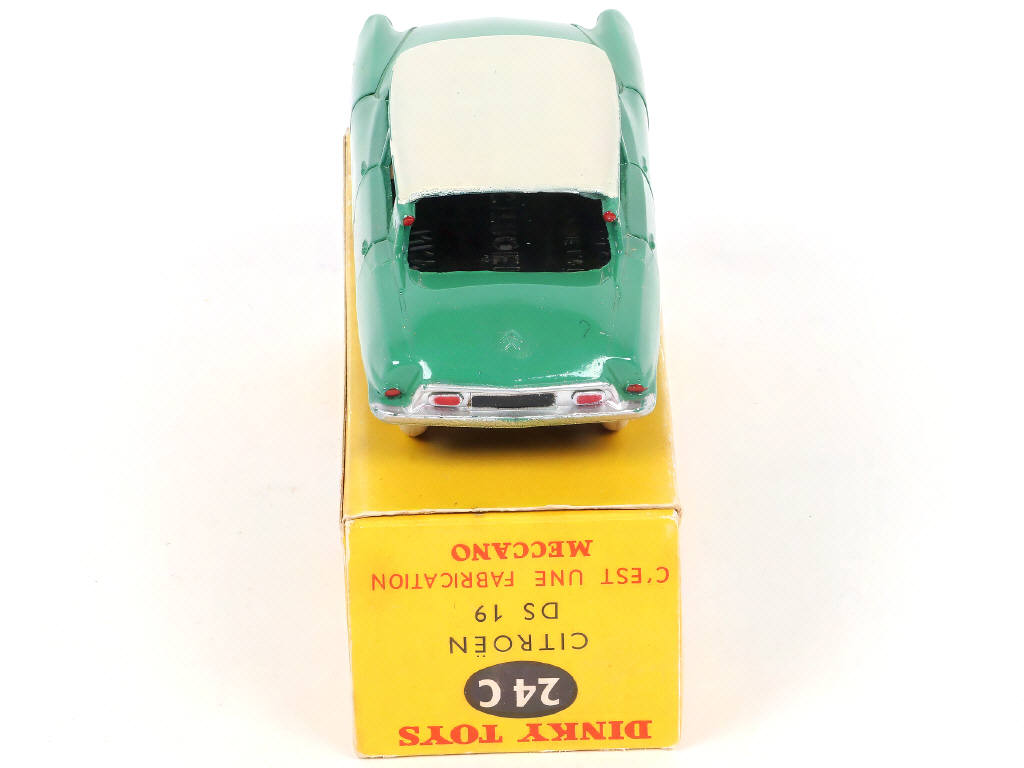 DINKY TOYS
24 C
CITROËN
DS 19
C'EST UNE FABRICATION
MECCANO